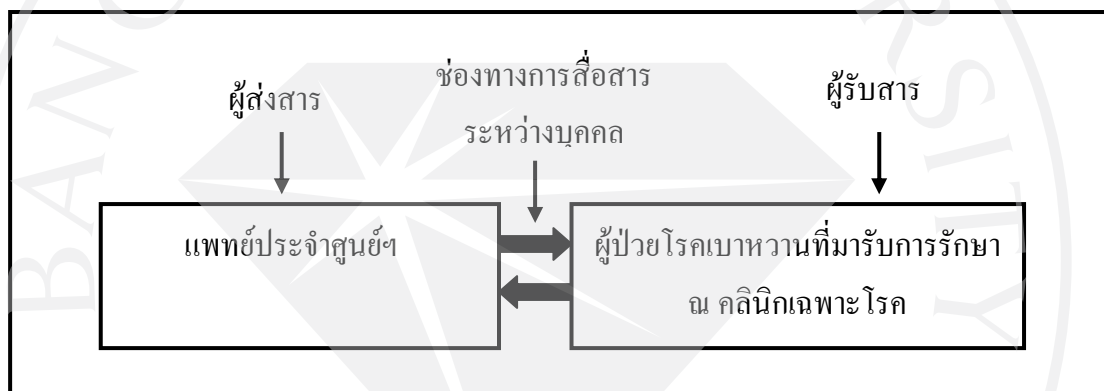 ผู้ส่งสาร
ช่องทางการสื่อสาร
ระหว่างบุคคล
ผู้รับสาร
แพทย์ประจำศูนย์ฯ
ผู้ป่วยโรคเบาหวานที่มารับการรักษา
ณ คลินิกเฉพาะโรค